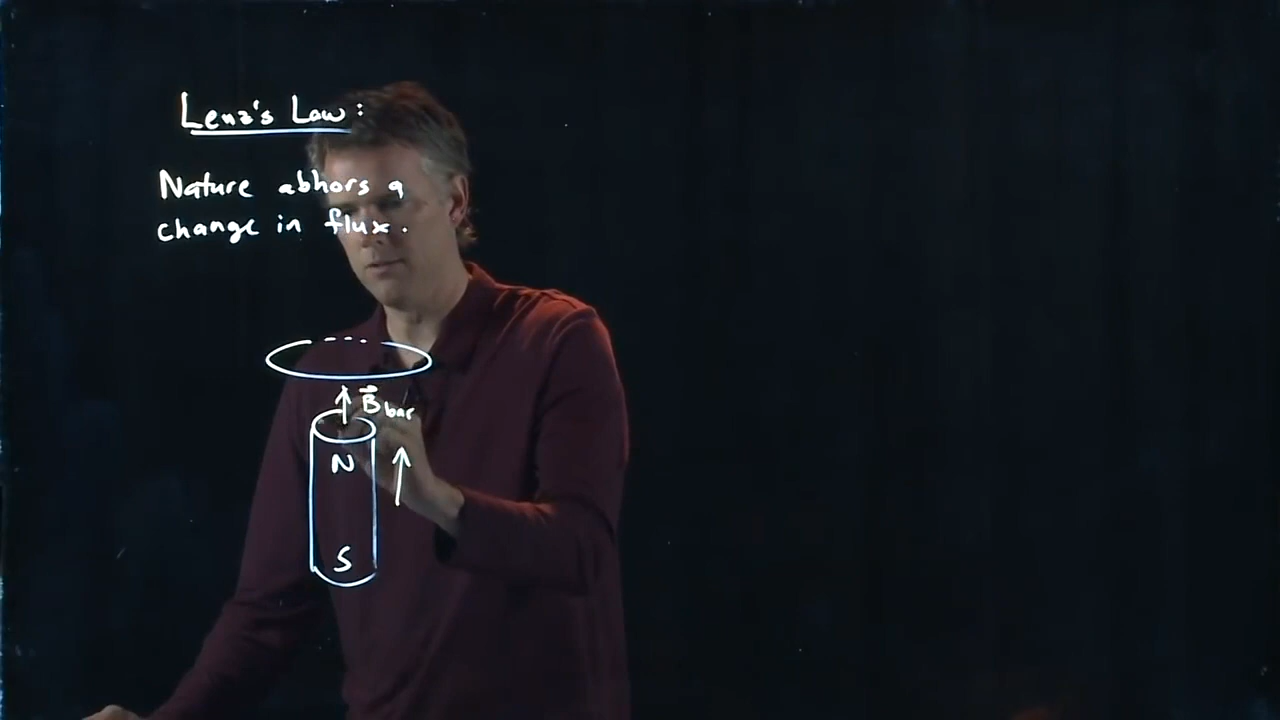 Lenz's Law:
Nature abhors a
change in flux.
B⃗bar
N
S